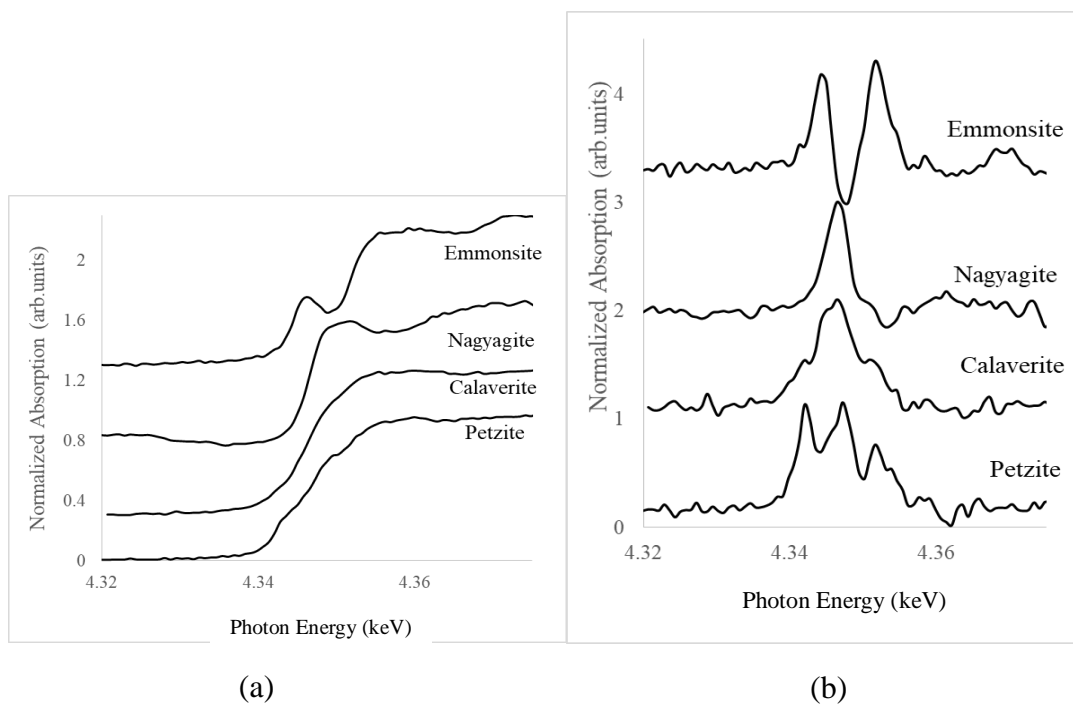 Normalized Absorption (arb.units)
2
1.6
1.2
0.8
0.4
0
4.32
4.34
4.36
Emmonsite
Nagyagite
Calaverite
Petzite
Photon Energy (keV)
(a)
Normalized Absorption (arb.units)
4
3
2
1
0
4.32
4.34
4.36
Emmonsite
Nagyagite
Calaverite
Petzite
Photon Energy (keV)
(b)